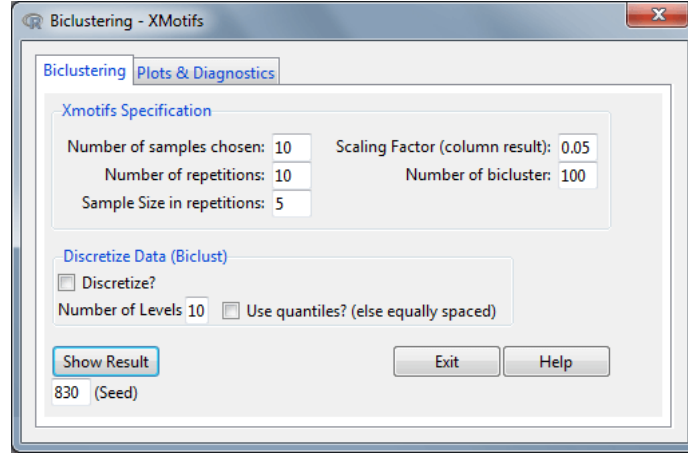 Biclustering - XMotifs
Biclustering Plots & Diagnostics
Xmotifs Specification
Number of samples chosen: 10 Scaling Factor (column result): 0.05
Number of repetitions: 10 Number of bicluster: 100
Sample Size in repetitions: 5
Discretize Data (Biclust)
Discretize?
Number of Levels 10 Use quantiles? (else equally spaced)
Show Result Exit Help
830 (Seed)